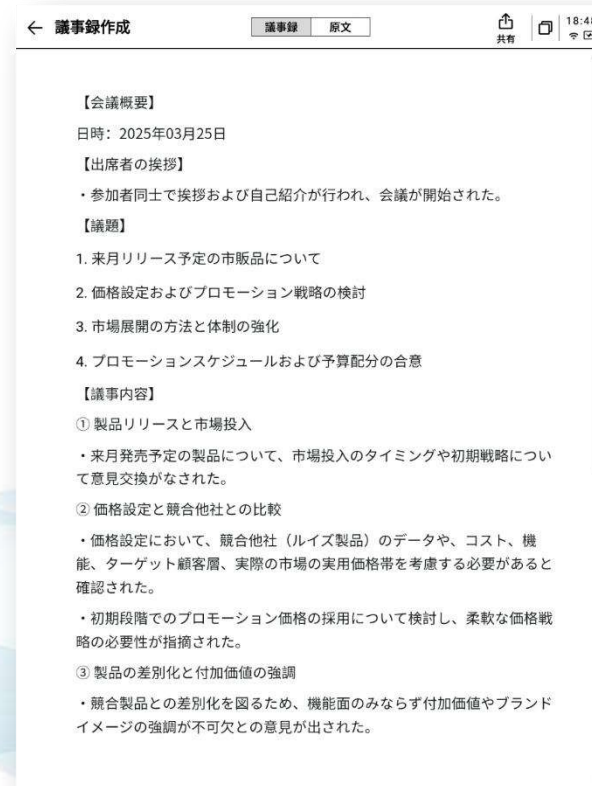 ← 議事録作成
議事録 原文
共有
18:48
【会議概要】
日時：2025年03月25日
【出席者の挨拶】
・参加者同士で挨拶および自己紹介が行われ、会議が開始された。
【議題】
1. 来月リリース予定の市販品について
2. 価格設定およびプロモーション戦略の検討
3. 市場展開の方法と体制の強化
4. プロモーションスケジュールおよび予算配分の合意
【議事内容】
① 製品リリースと市場投入
・来月発売予定の製品について、市場投入のタイミングや初期戦略につい
て意見交換がなされた。
② 価格設定と競合他社との比較
・価格設定において、競合他社（ルイズ製品）のデータや、コスト、機
能、ターゲット顧客層、実際の市場の実用価格帯を考慮する必要があると
確認された。
・初期段階でのプロモーション価格の採用について検討し、柔軟な価格戦
略の必要性が指摘された。
③ 製品の差別化と付加価値の強調
・競合製品との差別化を図るため、機能面のみならず付加価値やブランド
イメージの強調が不可欠との意見が出された。